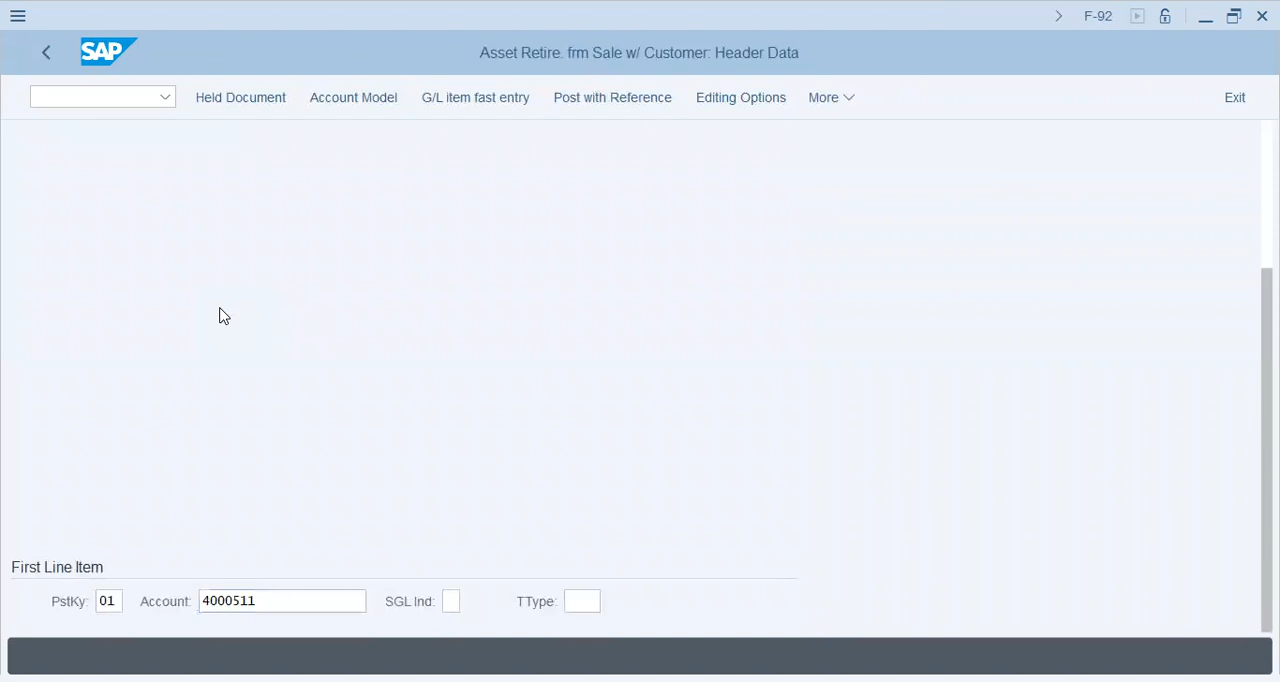 F-92
SAP Asset Retire. frm Sale w/ Customer: Header Data
Held Document Account Model G/L item fast entry Post with Reference Editing Options More Exit
First Line Item
PstKy: 01 Account: 4000511 SGL Ind: TType: